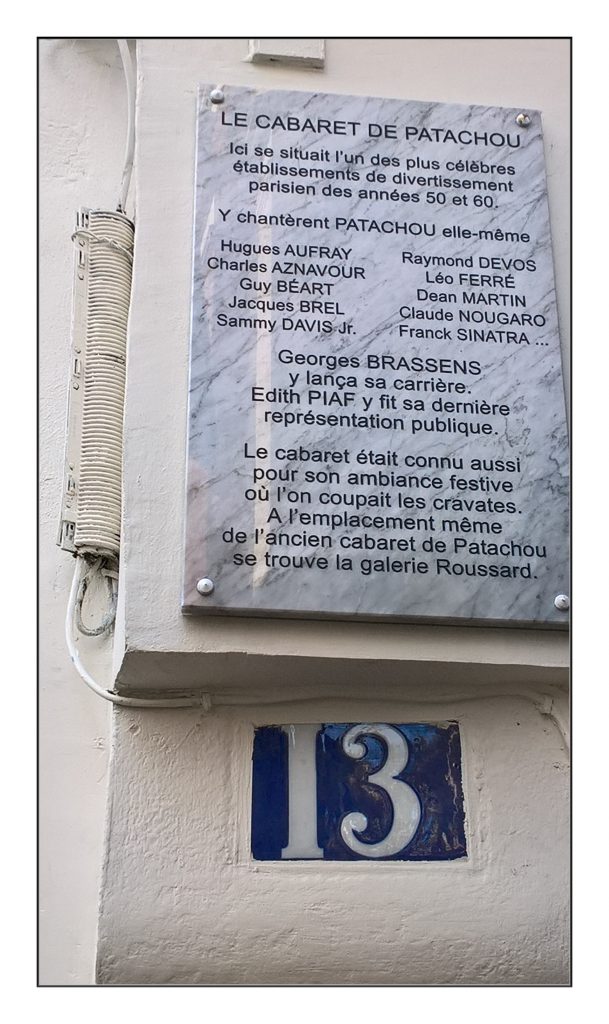 LE CABARET DE PATACHOU
Ici se situait l'un des plus célèbres
établissements de divertissement
parisien des années 50 et 60.
Y chantèrent PATACHOU elle-même
Hugues AUFRAY
Charles AZNAVOUR
Guy BÉART
Jacques BREL
Sammy DAVIS Jr.
Raymond DEVOS
Léo FERRÉ
Dean MARTIN
Claude NOUGARO
Franck SINATRA ...
Georges BRASSENS
y lança sa carrière.
Edith PIAF y fit sa dernière
représentation publique.
Le cabaret était connu aussi
pour son ambiance festive
où l'on coupait les cravates.
A l'emplacement même
de l'ancien cabaret de Patachou
se trouve la galerie Roussard.
13